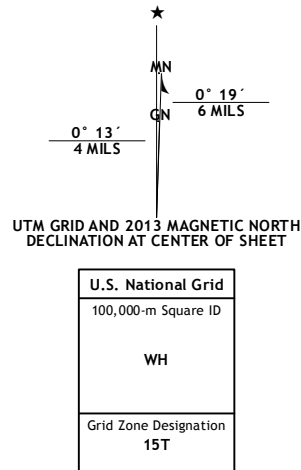 MN
0° 19´
GN
6 MILS
0° 13´
4 MILS
UTM GRID AND 2013 MAGNETIC NORTH
DECLINATION AT CENTER OF SHEET
U.S. National Grid
100,000-m Square ID
WH
Grid Zone Designation
15T